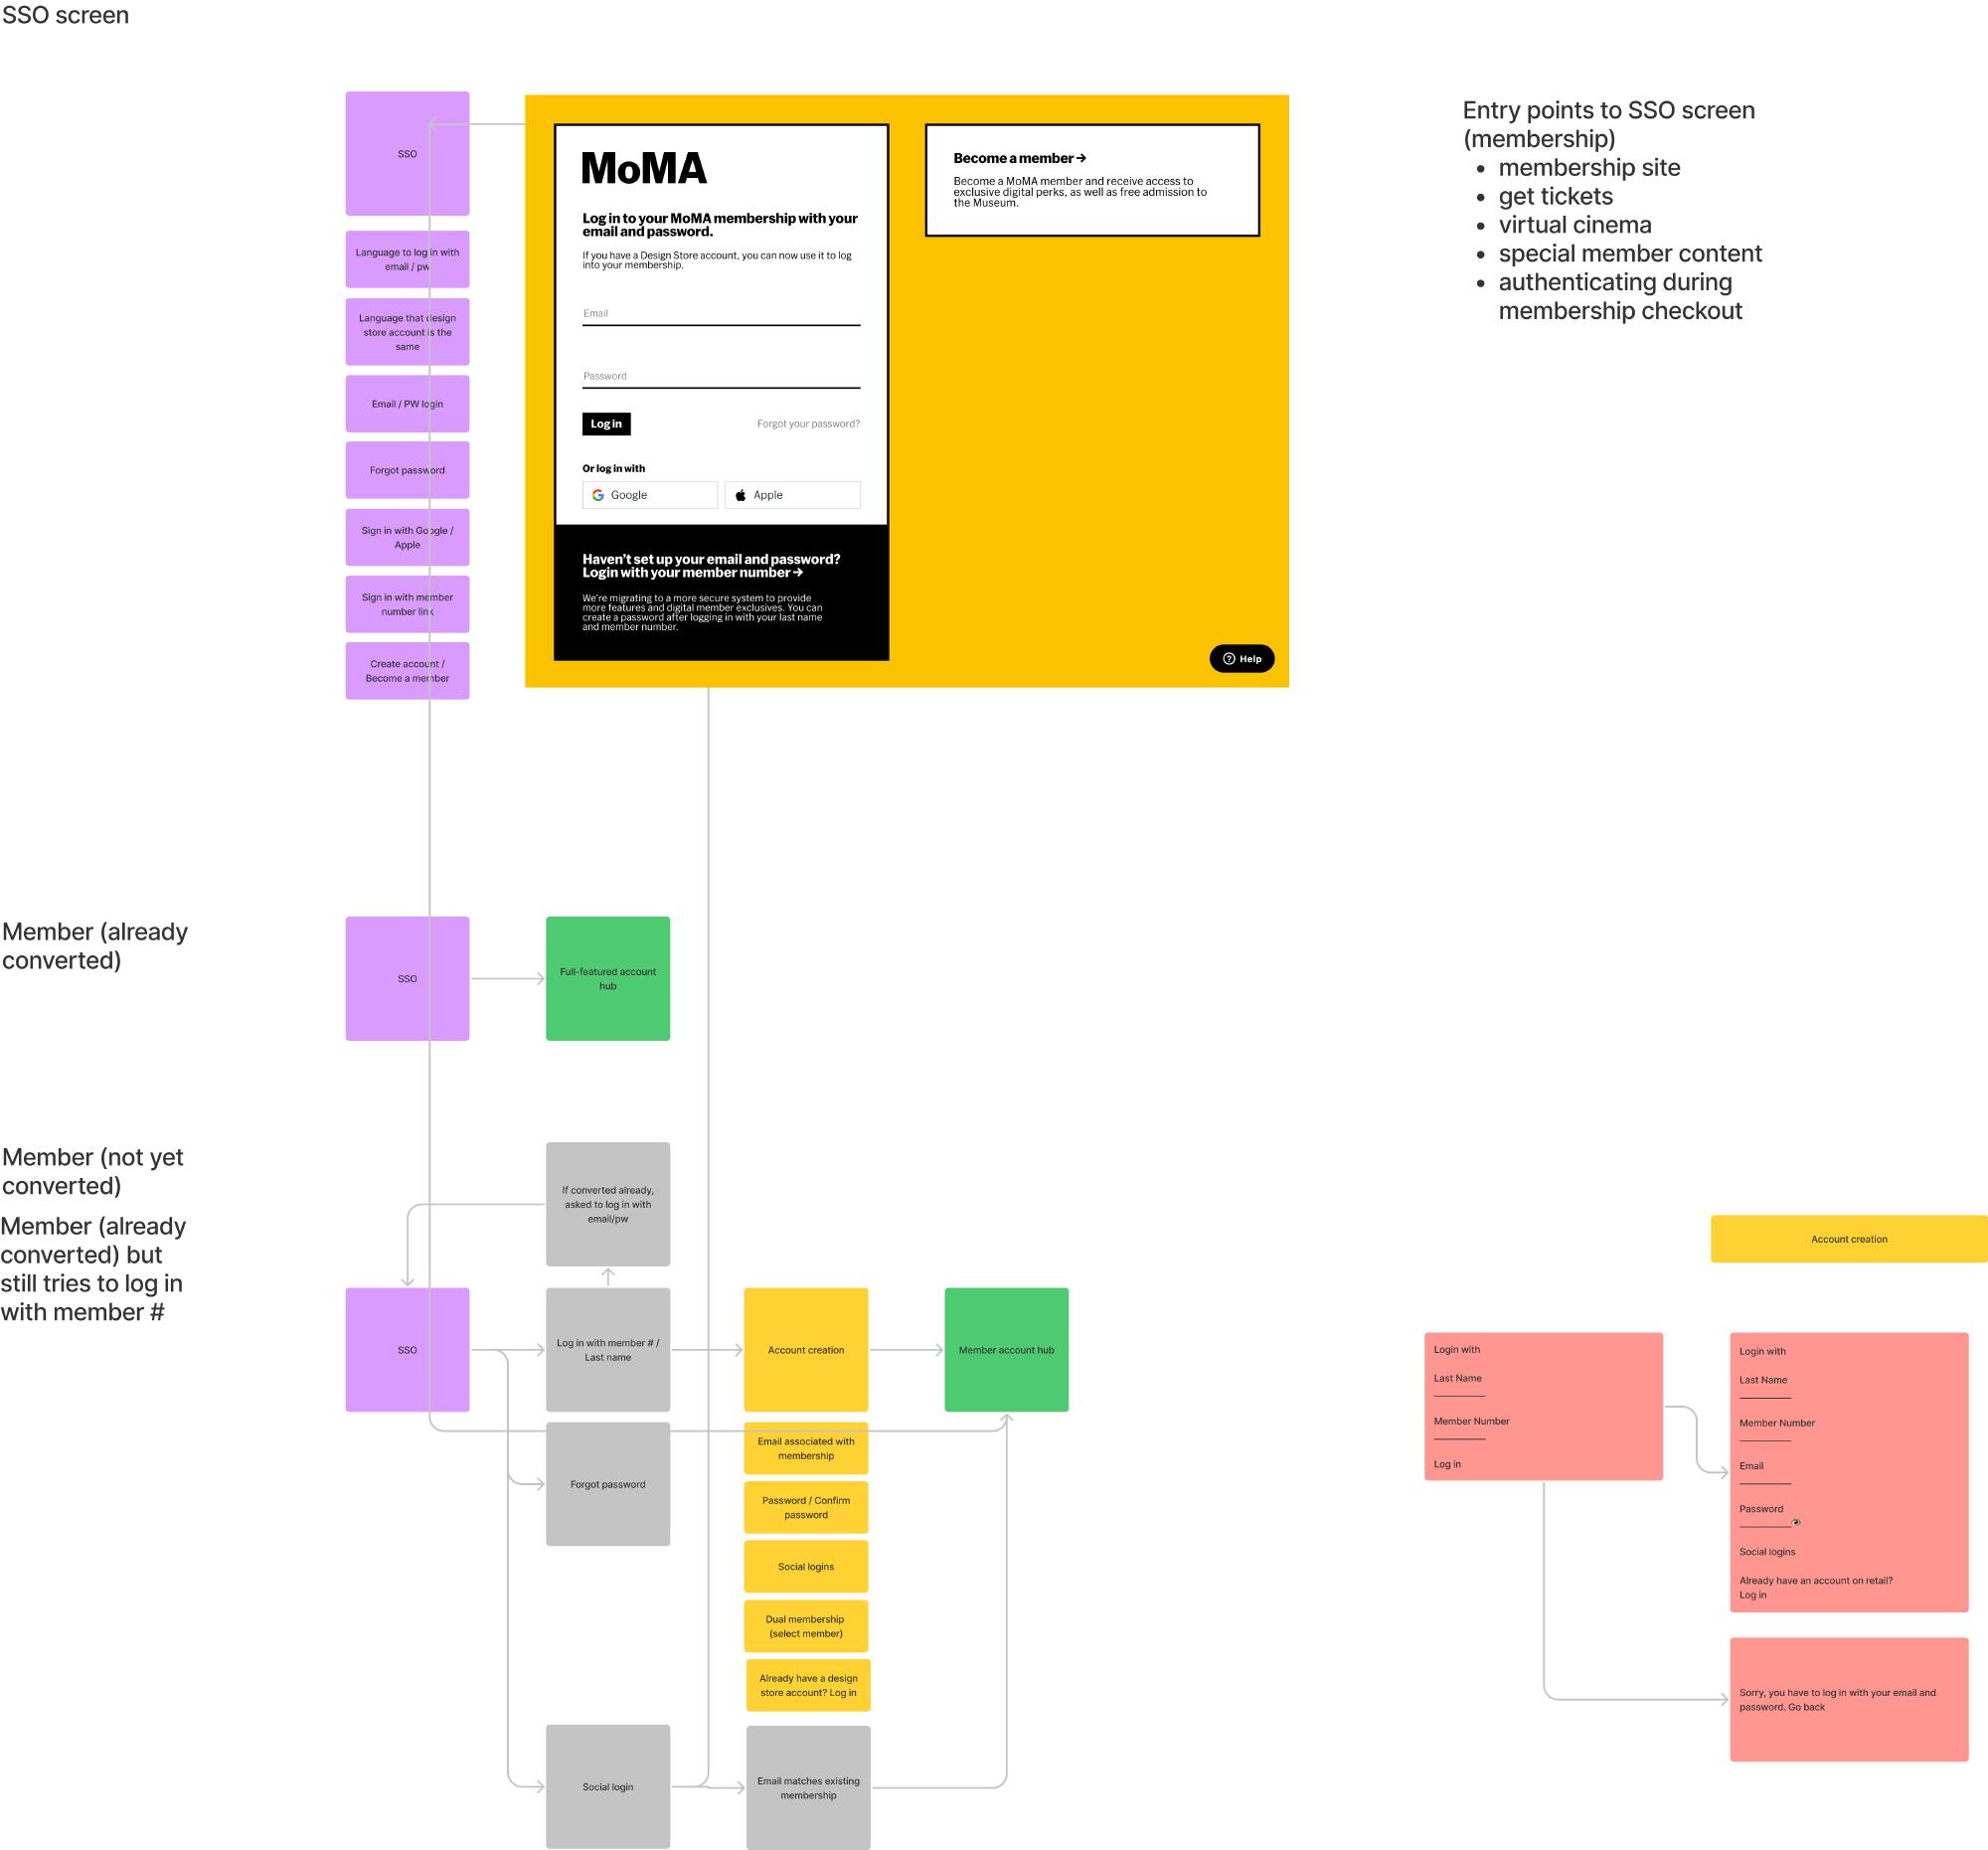 SSO screen
SSO
Language to log in with
email / pw
Language that design
store account is the
same
Email / PW login
Forgot password
Sign in with Google /
Apple
Sign in with member
number link
Create account /
Become a member
MoMA
Log in to your MoMA membership with your
email and password.
If you have a Design Store account, you can now use it to log
into your membership.
Email
Password
Log in
Forgot your password?
Or log in with
Google
Apple
Haven't set up your email and password?
Login with your member number →
We're migrating to a more secure system to provide
more features and digital member exclusives. You can
create a password after logging in with your last name
and member number.
Become a member →
Become a MoMA member and receive access to
exclusive digital perks, as well as free admission to
the Museum.
? Help
Entry points to SSO screen
(membership)
• membership site
• get tickets
• virtual cinema
• special member content
• authenticating during
membership checkout
Member (already
converted)
SSO
Full-featured account
hub
Member (not yet
converted)
Member (already
converted) but
still tries to log in
with member #
If converted already,
asked to log in with
email/pw
SSO
Log in with member # /
Last name
Account creation
Member account hub
Forgot password
Email associated with
membership
Password / Confirm
password
Social logins
Dual membership
(select member)
Already have a design
store account? Log in
Social login
Email matches existing
membership
Account creation
Login with
Last Name
Member Number
Log in
Login with
Last Name
Member Number
Email
Password
Social logins
Already have an account on retail?
Log in
Sorry, you have to log in with your email and
password. Go back